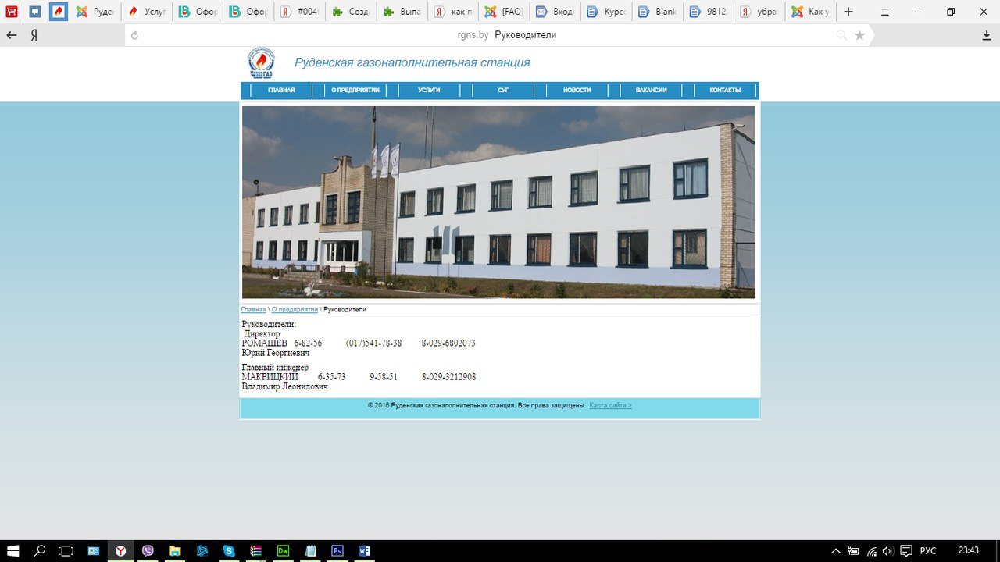 Руде
Услуг
Офор
Офор
#004
Созда
Выпа
как п
[FAQ]
Входя
Курс.
Blank
9813
убра
Как у
rgns.by Руководители
Руденская газонаполнительная станция
ГЛАВНАЯ О ПРЕДПРИЯТИИ УСЛУГИ СУГ НОВОСТИ ВАКАНСИИ КОНТАКТЫ
Главная \ О предприятии \ Руководители
Руководители:
Директор
РОМАШЕВ 6-82-56 (017)541-78-38 8-029-6802073
Юрий Георгиевич
Главный инженер
МАКРИЦКИЙ 6-35-73 9-58-51 8-029-3212908
Владимир Леонидович
© 2016 Руденская газонаполнительная станция. Все права защищены. Карта сайта >
РУС
23:43